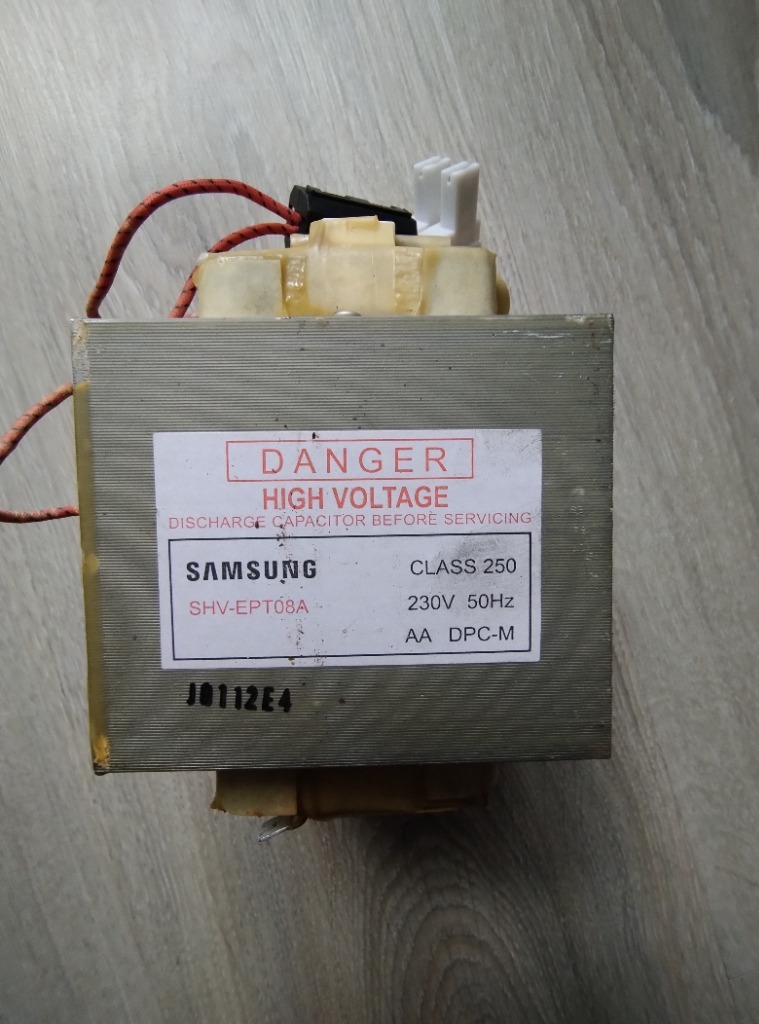 DANGER
HIGH VOLTAGE
DISCHARGE CAPACITOR BEFORE SERVICING
SAMSUNG CLASS 250
SHV-EPT08A 230V 50Hz
AA DPC-M
J0112E4